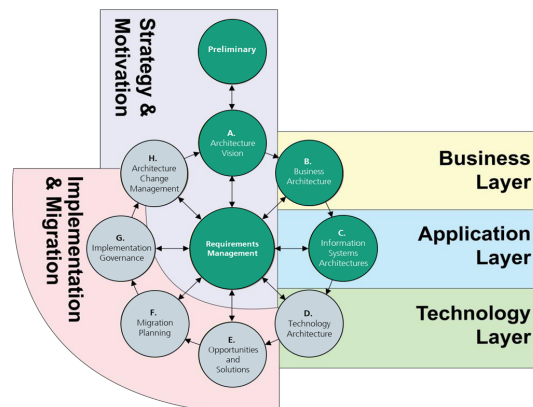 Strategy &
Motivation
Preliminary
A.
Architecture
Vision
H.
Architecture
Change
Management
B.
Business
Architecture
Business
Layer
Implementation
& Migration
G.
Implementation
Governance
Requirements
Management
C.
Information
Systems
Architectures
Application
Layer
F.
Migration
Planning
E.
Opportunities
and
Solutions
D.
Technology
Architecture
Technology
Layer